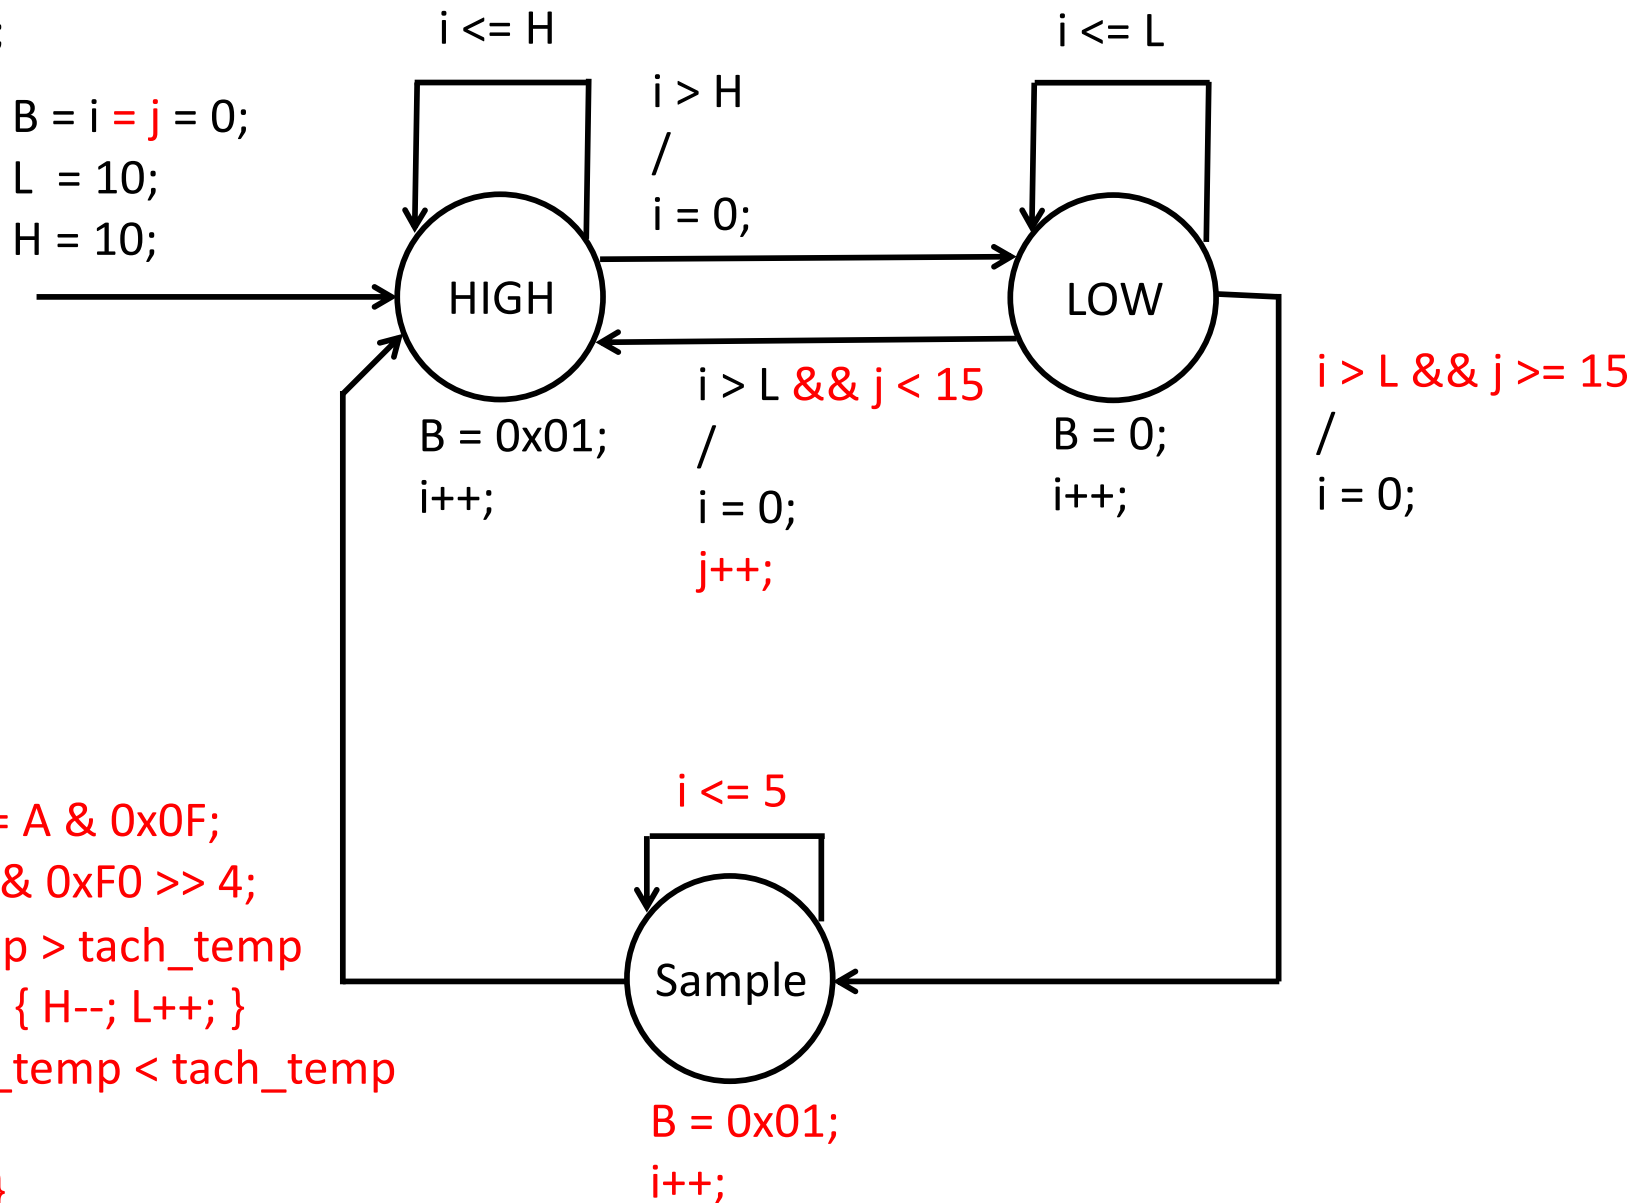 ;
B = i = j = 0;
L = 10;
H = 10;
i <= H
i > H
/
i = 0;
i <= L
HIGH
LOW
B = 0x01;
i++;
i > L && j < 15
/
i = 0;
j++;
B = 0;
i++;
i > L && j >= 15
/
i = 0;
= A & 0x0F;
& 0xF0 >> 4;
p > tach_temp
{ H--; L++; }
_temp < tach_temp
}
i <= 5
Sample
B = 0x01;
i++;